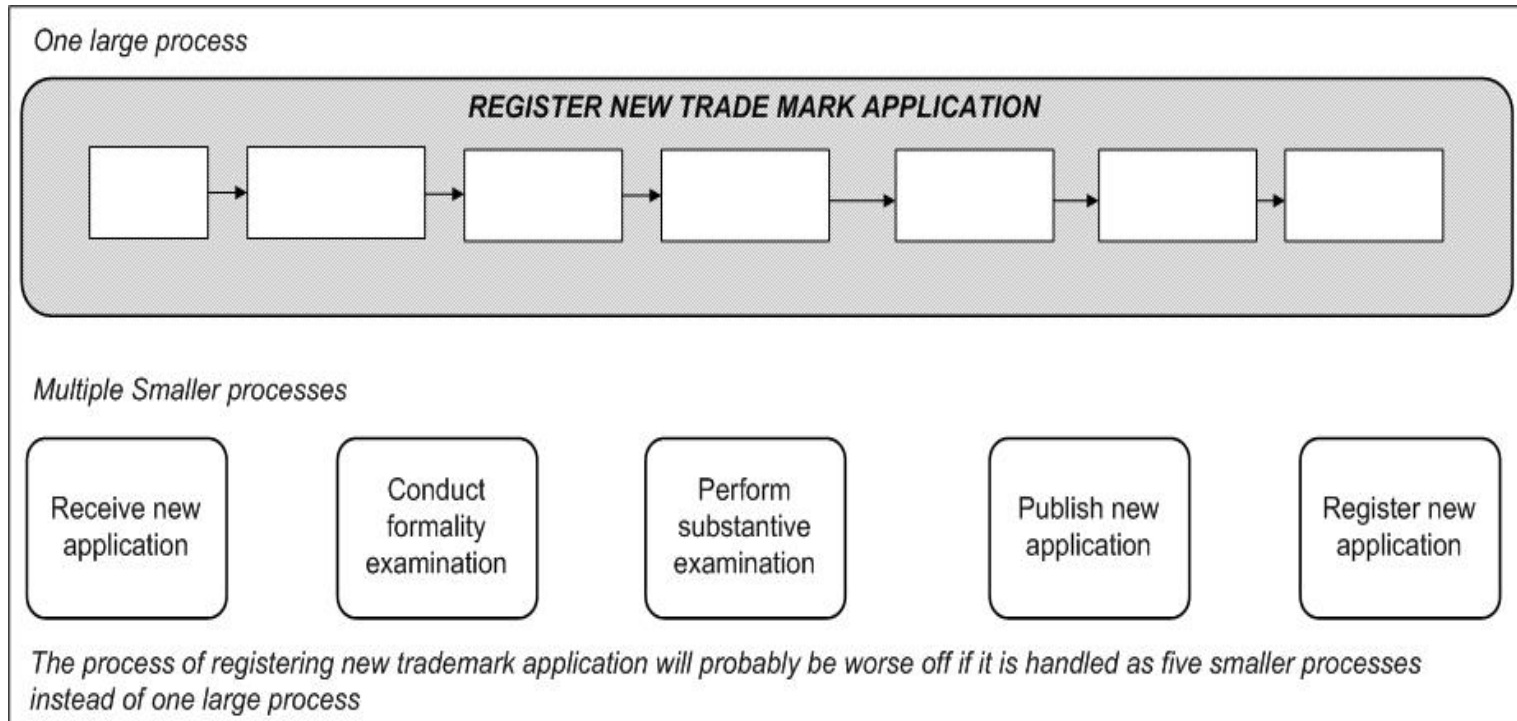 One large process
REGISTER NEW TRADE MARK APPLICATION
Multiple Smaller processes
Receive new
application
Conduct
formality
examination
Perform
substantive
examination
Publish new
application
Register new
application
The process of registering new trademark application will probably be worse off if it is handled as five smaller processes
instead of one large process